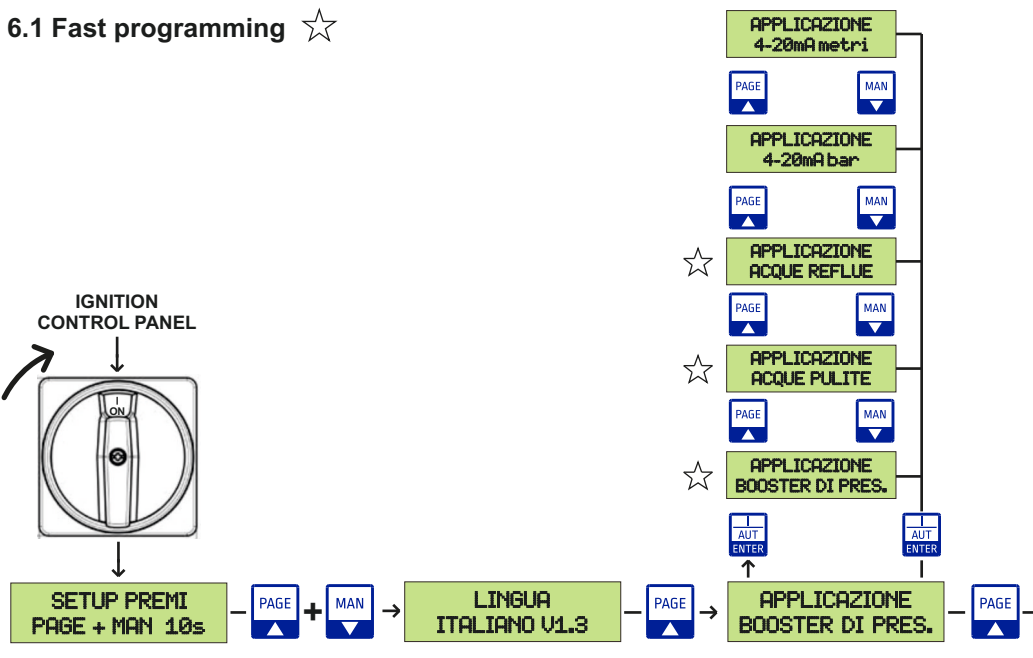 6.1 Fast programming
APPLICAZIONE
4-20mA metri
PAGE
MAN
APPLICAZIONE
4-20mA bar
PAGE
MAN
APPLICAZIONE
ACQUE REFLUE
PAGE
MAN
APPLICAZIONE
ACQUE PULITE
PAGE
MAN
APPLICAZIONE
BOOSTER DI PRES.
I
AUT
ENTER
I
AUT
ENTER
IGNITION
CONTROL PANEL
I
ON
SETUP PREMI
PAGE + MAN 10s
PAGE
+
MAN
LINGUA
ITALIANO V1.3
PAGE
APPLICAZIONE
BOOSTER DI PRES.
PAGE